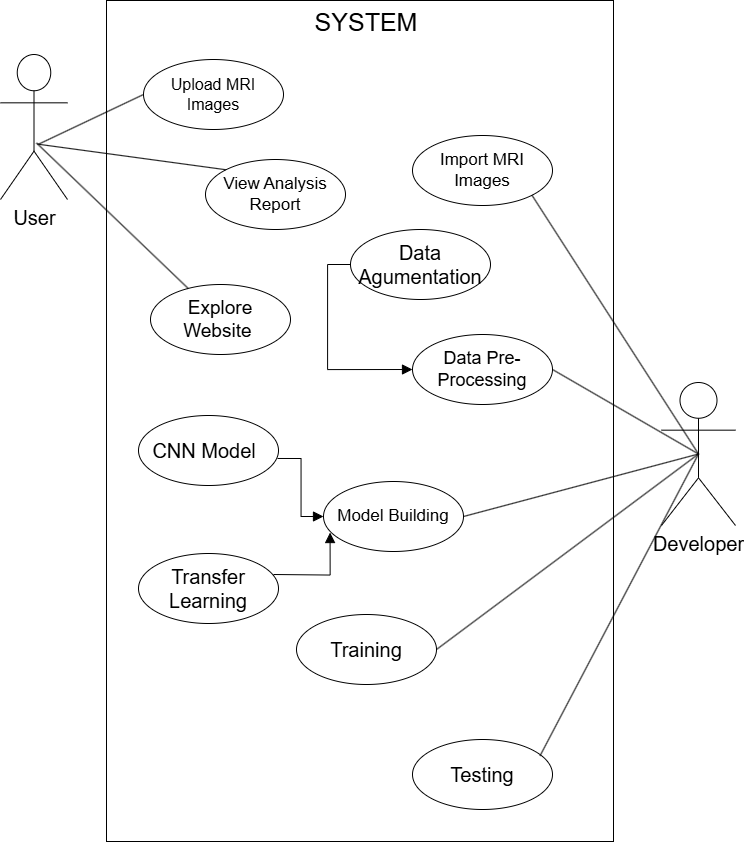 SYSTEM
Upload MRI
Images
User
View Analysis
Report
Import MRI
Images
Data
Agumentation
Explore
Website
Data Pre-
Processing
CNN Model
Model Building
Developer
Transfer
Learning
Training
Testing